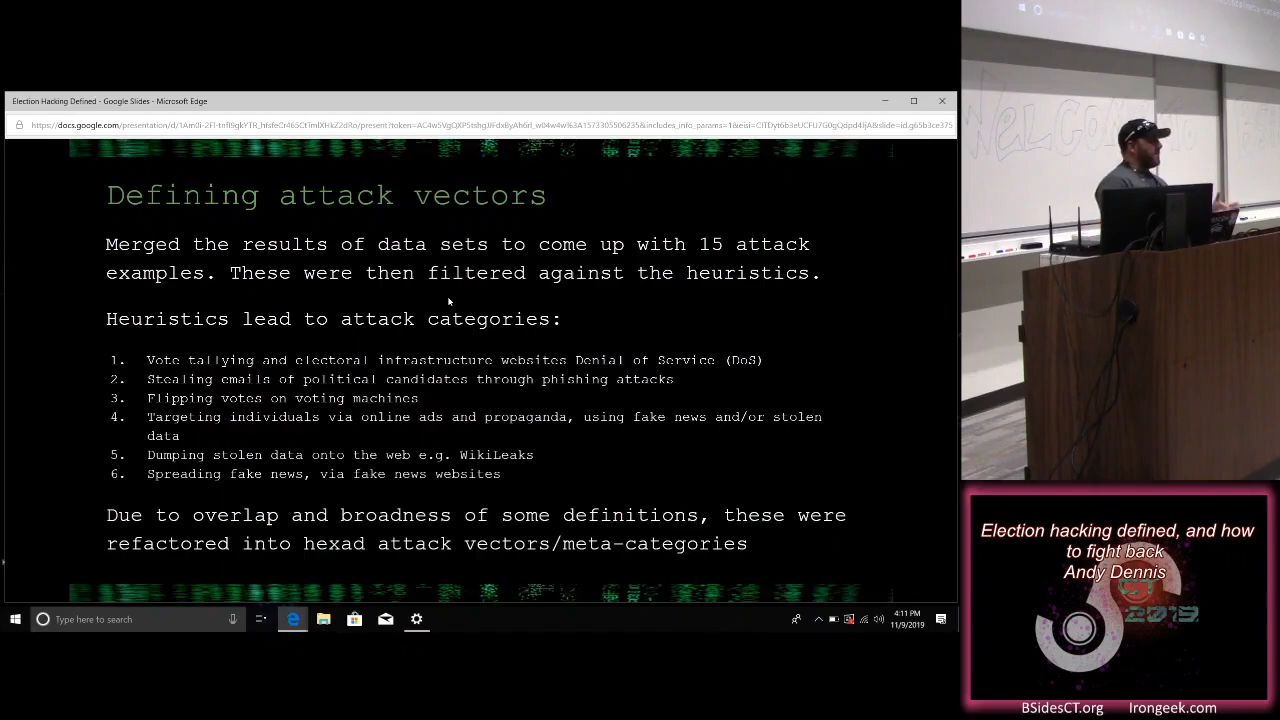 Election Hacking Defined - Google Slides - Microsoft Edge
Defining attack vectors
Merged the results of data sets to come up with 15 attack
examples. These were then filtered against the heuristics.
Heuristics lead to attack categories:
1. Vote tallying and electoral infrastructure websites Denial of Service (DoS)
2. Stealing emails of political candidates through phishing attacks
3. Flipping votes on voting machines
4. Targeting individuals via online ads and propaganda, using fake news and/or stolen
data
5. Dumping stolen data onto the web e.g. WikiLeaks
6. Spreading fake news, via fake news websites
Due to overlap and broadness of some definitions, these were
refactored into hexad attack vectors/meta-categories
Type here to search
4:11 PM
11/9/2019
WELCOME
Election hacking defined, and how
to fight back
Andy Dennis
CT
2019
BSidesCT.org Irongeek.com